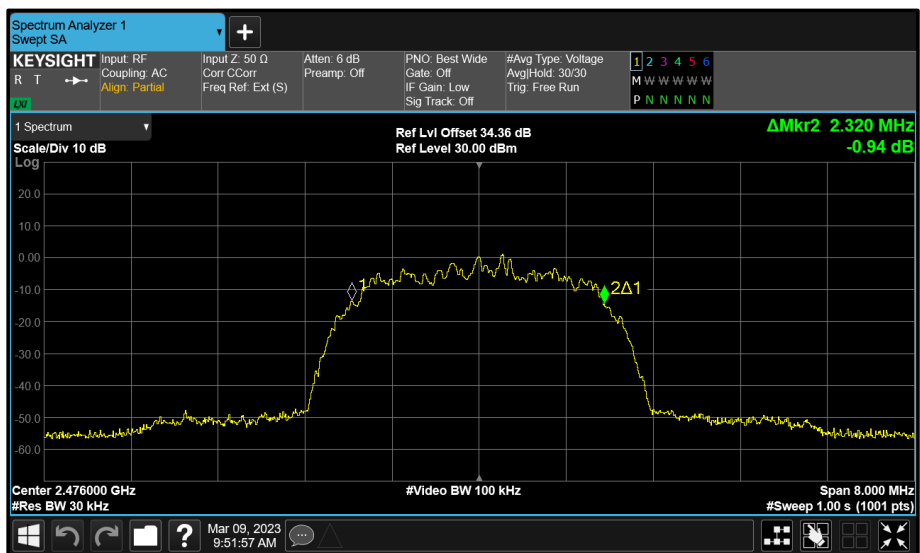 Spectrum Analyzer 1
Swept SA
KEYSIGHT
R T
LXI
Input: RF
Coupling: AC
Align: Partial
Input Z: 50 Ω
Corr CCorr
Freq Ref: Ext (S)
Atten: 6 dB
Preamp: Off
PNO: Best Wide
Gate: Off
IF Gain: Low
Sig Track: Off
#Avg Type: Voltage
Avg|Hold: 30/30
Trig: Free Run
1 2 3 4 5 6
M W W W W W
P N N N N N
1 Spectrum
Scale/Div 10 dB
Ref Lvl Offset 34.36 dB
Ref Level 30.00 dBm
ΔMkr2 2.320 MHz
-0.94 dB
Log
20.0
10.0
0.00
-10.0
-20.0
-30.0
-40.0
-50.0
-60.0
1
2Δ1
Center 2.476000 GHz
#Res BW 30 kHz
#Video BW 100 kHz
Span 8.000 MHz
#Sweep 1.00 s (1001 pts)
?
Mar 09, 2023
9:51:57 AM